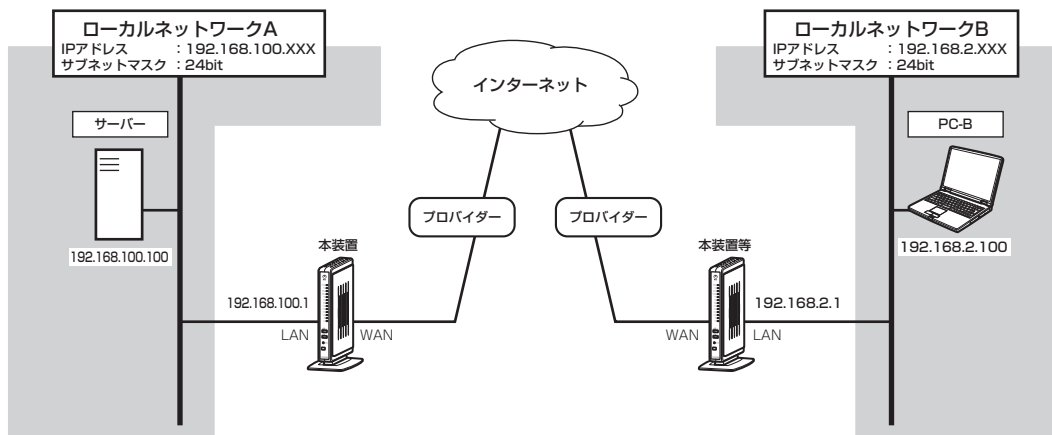 ローカルネットワークA
IPアドレス　　　：192.168.100.XXX
サブネットマスク ：24bit
ローカルネットワークB
IPアドレス　　　：192.168.2.XXX
サブネットマスク ：24bit
インターネット
サーバー
PC-B
プロバイダー
プロバイダー
192.168.100.100
192.168.2.100
本装置
本装置等
192.168.100.1
192.168.2.1
LAN
WAN
WAN
LAN